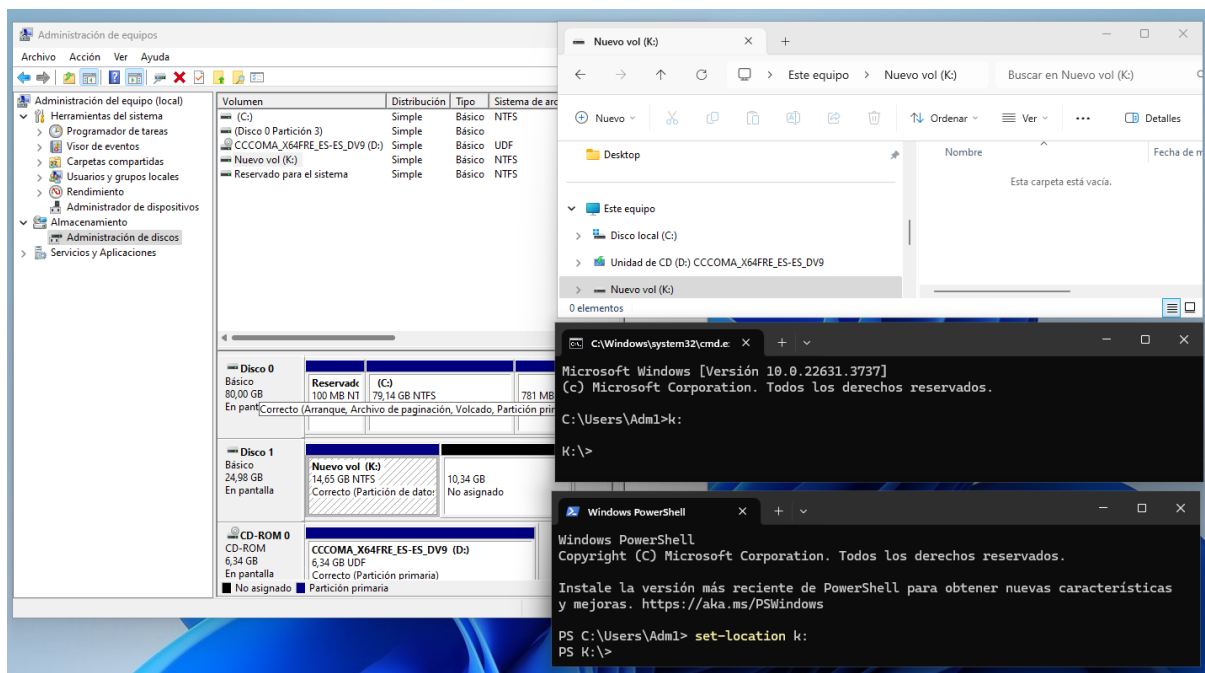 Administración de equipos
Archivo Acción Ver Ayuda
Administración del equipo (local)
Herramientas del sistema
Programador de tareas
Visor de eventos
Carpetas compartidas
Usuarios y grupos locales
Rendimiento
Administrador de dispositivos
Almacenamiento
Administración de discos
Servicios y Aplicaciones
Volumen Distribución Tipo Sistema de arc
(C:) Simple Básico NTFS
(Disco 0 Partición 3) Simple Básico
CCCOMA_X64FRE_ES-ES_DV9 (D:) Simple Básico UDF
Nuevo vol (K:) Simple Básico NTFS
Reservado para el sistema Simple Básico NTFS
Disco 0
Básico
80,00 GB
En pant
Reservadc
100 MB NT
(C:)
79,14 GB NTFS
781 MB
Correcto (Arranque, Archivo de paginación, Volcado, Partición prir
Disco 1
Básico
24,98 GB
En pantalla
Nuevo vol (K:)
14,65 GB NTFS
Correcto (Partición de dato:
10,34 GB
No asignado
CD-ROM 0
CD-ROM
6,34 GB
En pantalla
CCCOMA_X64FRE_ES-ES_DV9 (D:)
6,34 GB UDF
Correcto (Partición primaria)
No asignado Partición primaria
Nuevo vol (K:)
Este equipo > Nuevo vol (K:) Buscar en Nuevo vol (K:)
Nuevo Ordenar Ver Detalles
Desktop
Este equipo
Disco local (C:)
Unidad de CD (D:) CCCOMA_X64FRE_ES-ES_DV9
Nuevo vol (K:)
Nombre Fecha de m
Esta carpeta está vacía.
0 elementos
C:\Windows\system32\cmd.e:
Microsoft Windows [Versión 10.0.22631.3737]
(c) Microsoft Corporation. Todos los derechos reservados.
C:\Users\Adm1>k:
K:\>
Windows PowerShell
Windows PowerShell
Copyright (C) Microsoft Corporation. Todos los derechos reservados.
Instale la versión más reciente de PowerShell para obtener nuevas características
y mejoras. https://aka.ms/PSWindows
PS C:\Users\Adm1> set-location k:
PS K:\>